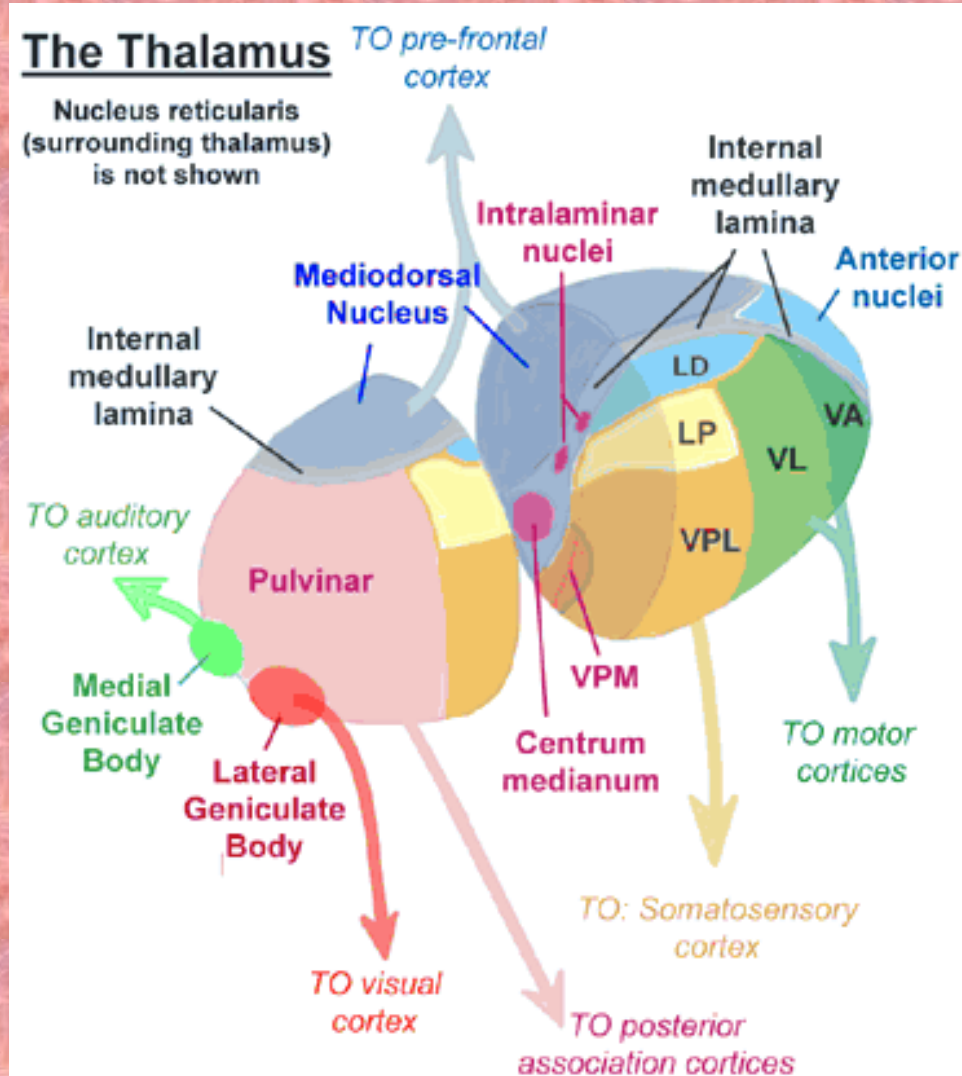 The Thalamus
Nucleus reticularis
(surrounding thalamus)
is not shown
TO pre-frontal
cortex
Internal
medullary
lamina
Intralaminar
nuclei
Anterior
nuclei
Mediodorsal
Nucleus
Internal
medullary
lamina
LD
LP
VA
VL
VPL
TO auditory
cortex
Pulvinar
VPM
Medial
Geniculate
Body
Centrum
medianum
TO motor
cortices
Lateral
Geniculate
Body
TO: Somatosensory
cortex
TO visual
cortex
TO posterior
association cortices